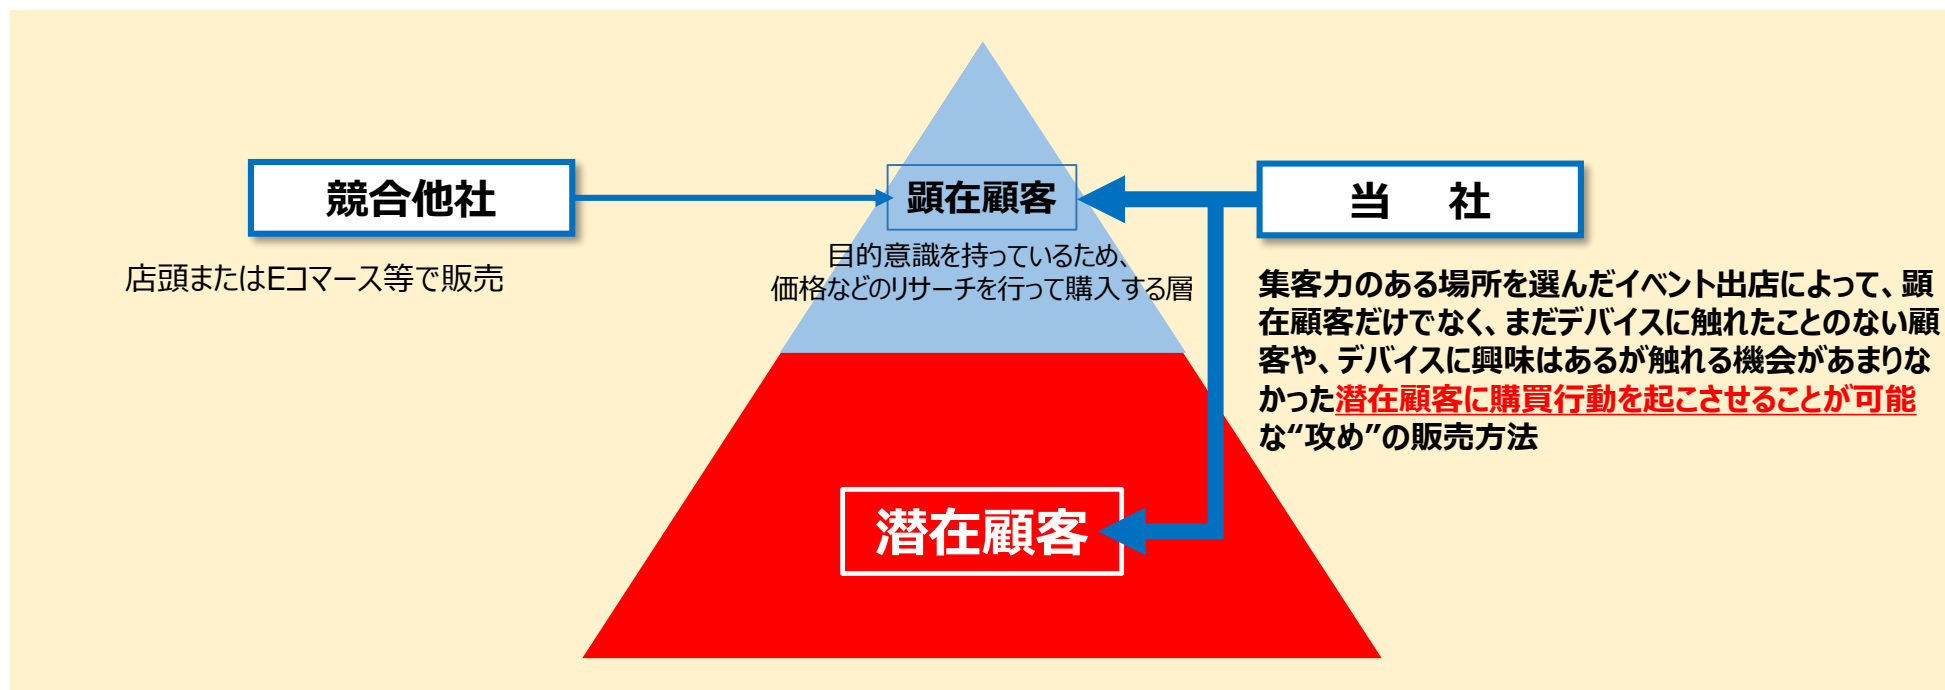 競合他社
店頭またはEコマース等で販売
顕在顧客
目的意識を持っているため、
価格などのリサーチを行って購入する層
潜在顧客
当　社
集客力のある場所を選んだイベント出店によって、顕
在顧客だけでなく、まだデバイスに触れたことのない顧
客や、デバイスに興味はあるが触れる機会があまりな
かった潜在顧客に購買行動を起こさせることが可能
な“攻め”の販売方法